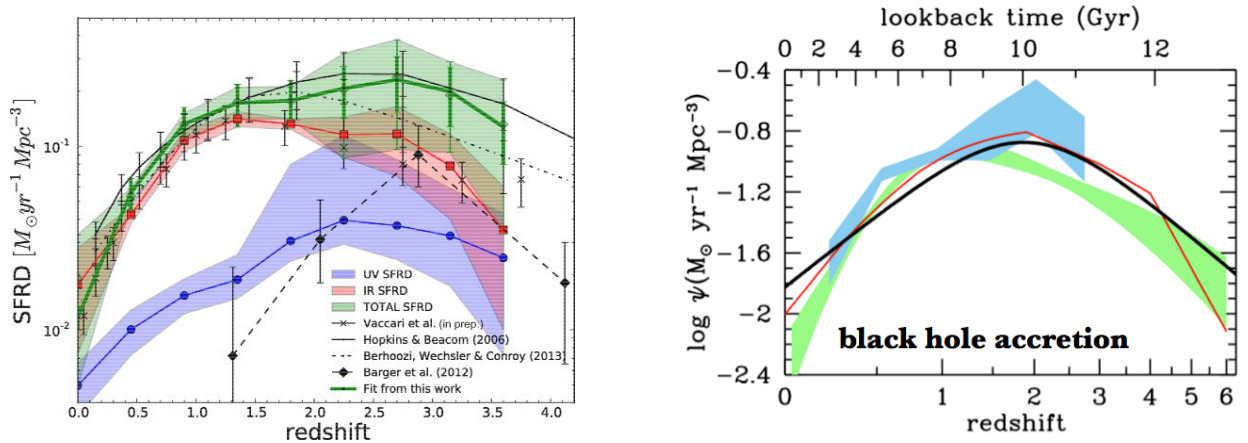 SFRD [M⊙yr⁻¹ Mpc⁻³]
10⁻¹
10⁻²
UV SFRD
IR SFRD
TOTAL SFRD
Vaccari et al. (in prep.)
Hopkins & Beacom (2006)
Berhoozi, Wechsler & Conroy (2013)
Barger et al. (2012)
Fit from this work
0.0 0.5 1.0 1.5 2.0 2.5 3.0 3.5 4.0
redshift
lookback time (Gyr)
0 2 4 6 8 10 12
log ψ(M⊙ yr⁻¹ Mpc⁻³)
−0.4
−0.8
−1.2
−1.6
−2
−2.4
black hole accretion
0 1 2 3 4 5 6
redshift